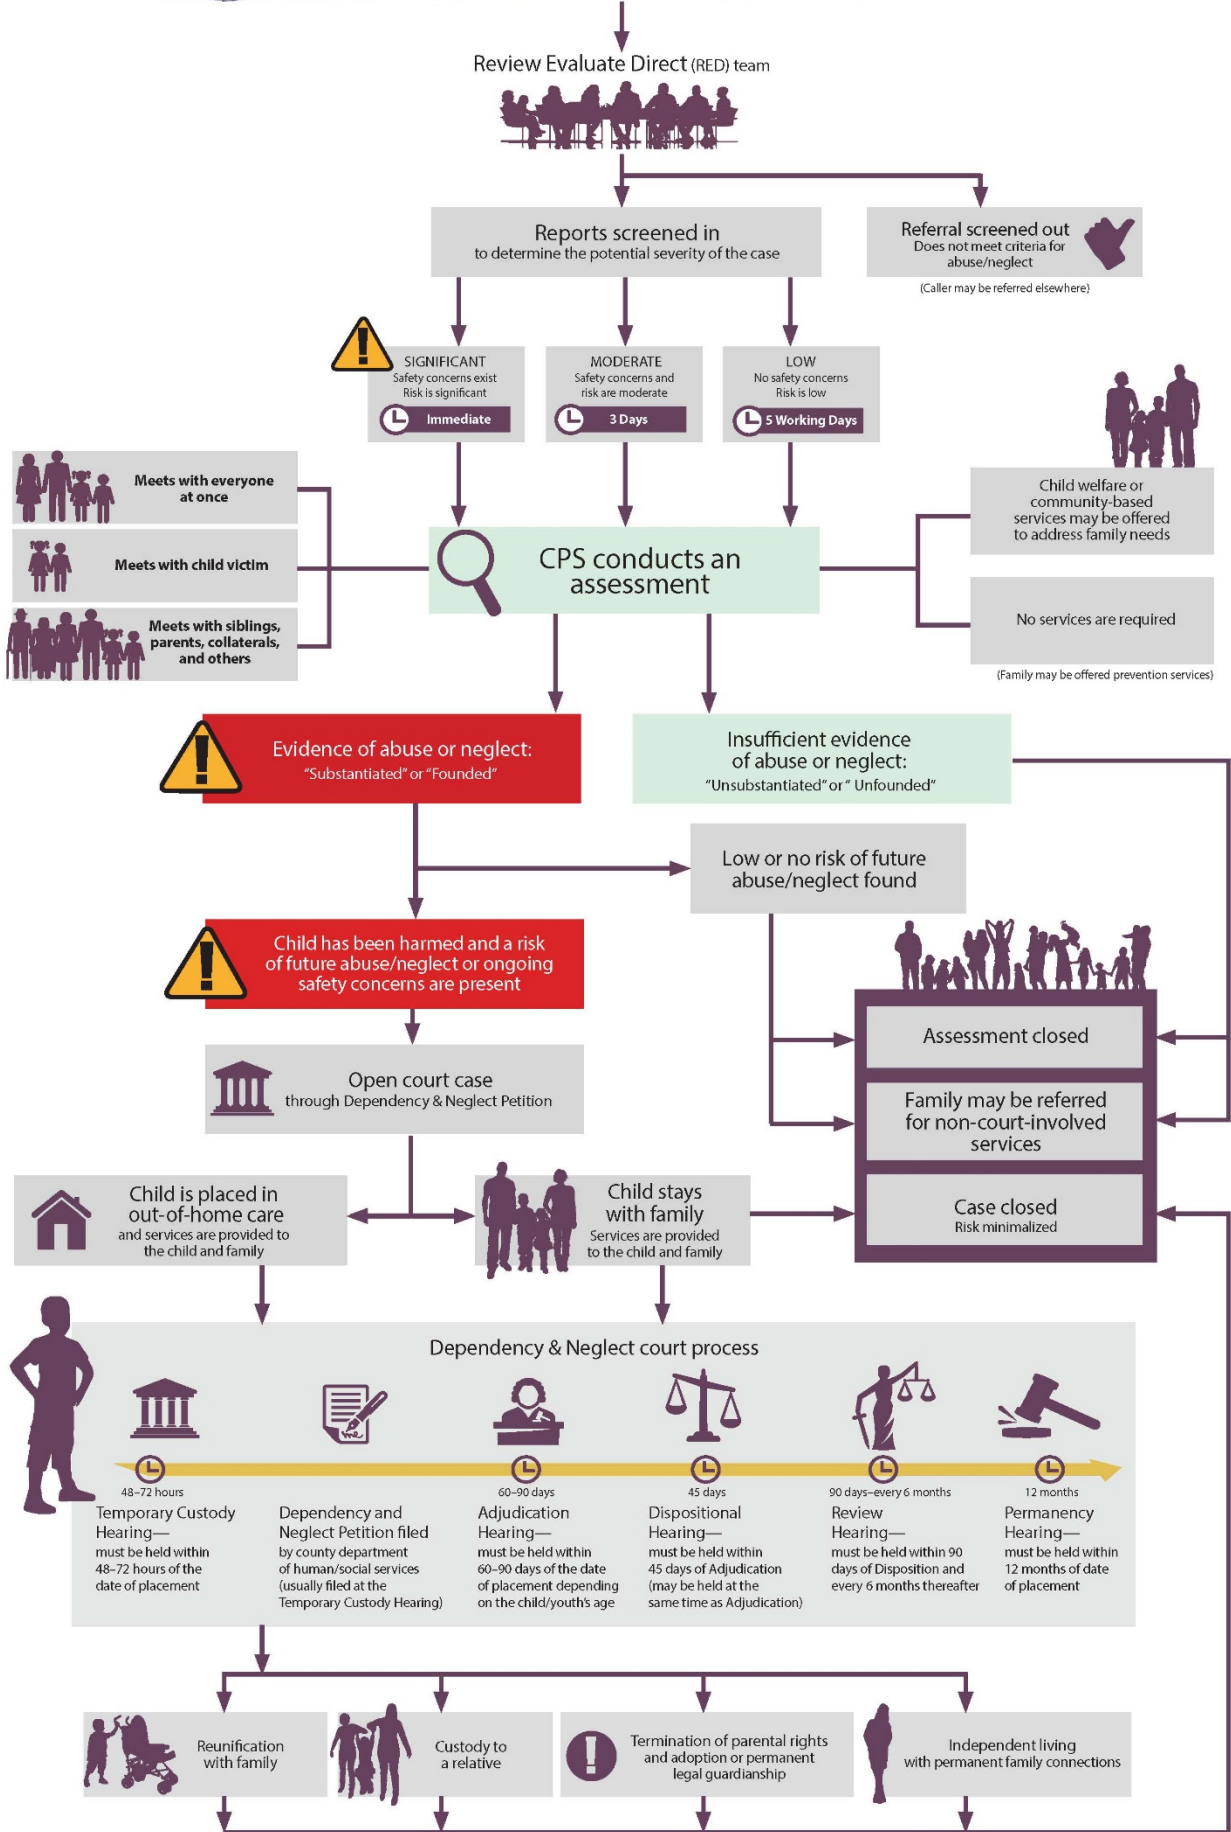 Review Evaluate Direct (RED) team
Reports screened in
to determine the potential severity of the case
Referral screened out
Does not meet criteria for
abuse/neglect
(Caller may be referred elsewhere)
SIGNIFICANT
Safety concerns exist
Risk is significant
Immediate
MODERATE
Safety concerns and
risk are moderate
3 Days
LOW
No safety concerns
Risk is low
5 Working Days
Meets with everyone
at once
Meets with child victim
Meets with siblings,
parents, collaterals,
and others
CPS conducts an
assessment
Child welfare or
community-based
services may be offered
to address family needs
No services are required
(Family may be offered prevention services)
Evidence of abuse or neglect:
“Substantiated” or “Founded”
Insufficient evidence
of abuse or neglect:
“Unsubstantiated” or “ Unfounded”
Low or no risk of future
abuse/neglect found
Child has been harmed and a risk
of future abuse/neglect or ongoing
safety concerns are present
Assessment closed
Family may be referred
for non-court-involved
services
Case closed
Risk minimalized
Open court case
through Dependency & Neglect Petition
Child is placed in
out-of-home care
and services are provided to
the child and family
Child stays
with family
Services are provided
to the child and family
Dependency & Neglect court process
48–72 hours
Temporary Custody
Hearing—
must be held within
48–72 hours of the
date of placement
Dependency and
Neglect Petition filed
by county department
of human/social services
(usually filed at the
Temporary Custody Hearing)
60–90 days
Adjudication
Hearing—
must be held within
60–90 days of the date
of placement depending
on the child/youth’s age
45 days
Dispositional
Hearing—
must be held within
45 days of Adjudication
(may be held at the
same time as Adjudication)
90 days–every 6 months
Review
Hearing—
must be held within 90
days of Disposition and
every 6 months thereafter
12 months
Permanency
Hearing—
must be held within
12 months of date
of placement
Reunification
with family
Custody to
a relative
Termination of parental rights
and adoption or permanent
legal guardianship
Independent living
with permanent family connections